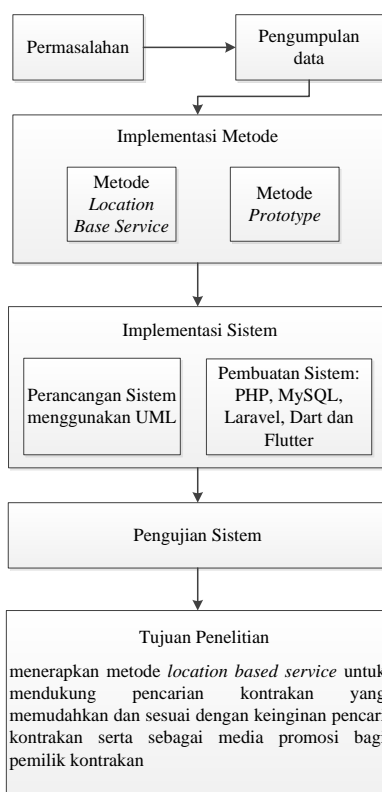 Permasalahan
Pengumpulan
data
Implementasi Metode
Metode
Location
Base Service
Metode
Prototype
Implementasi Sistem
Perancangan Sistem
menggunakan UML
Pembuatan Sistem:
PHP, MySQL,
Laravel, Dart dan
Flutter
Pengujian Sistem
Tujuan Penelitian
menerapkan metode location based service untuk
mendukung pencarian kontrakan yang
memudahkan dan sesuai dengan keinginan pencari
kontrakan serta sebagai media promosi bagi
pemilik kontrakan